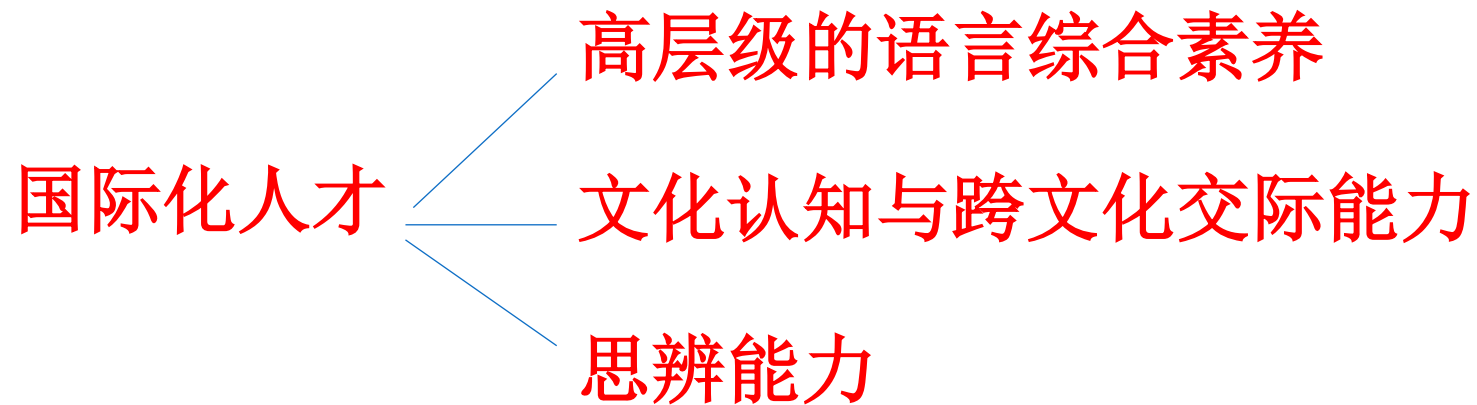 高层级的语言综合素养
国际化人才
文化认知与跨文化交际能力
思辨能力